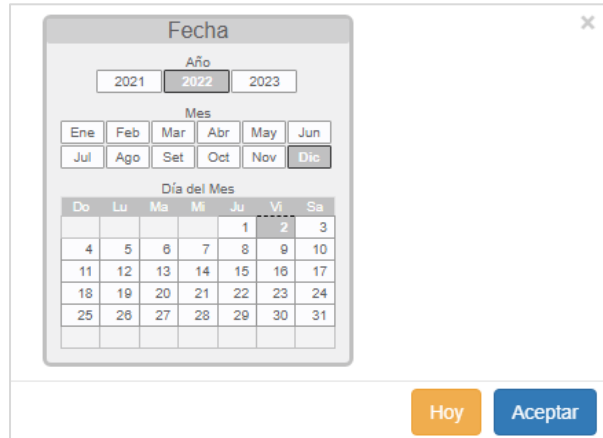 Fecha
×
Año
2021 2022 2023
Mes
Ene Feb Mar Abr May Jun
Jul Ago Set Oct Nov Dic
Día del Mes
Do Lu Ma Mi Ju Vi Sa
1 2 3
4 5 6 7 8 9 10
11 12 13 14 15 16 17
18 19 20 21 22 23 24
25 26 27 28 29 30 31
Hoy Aceptar